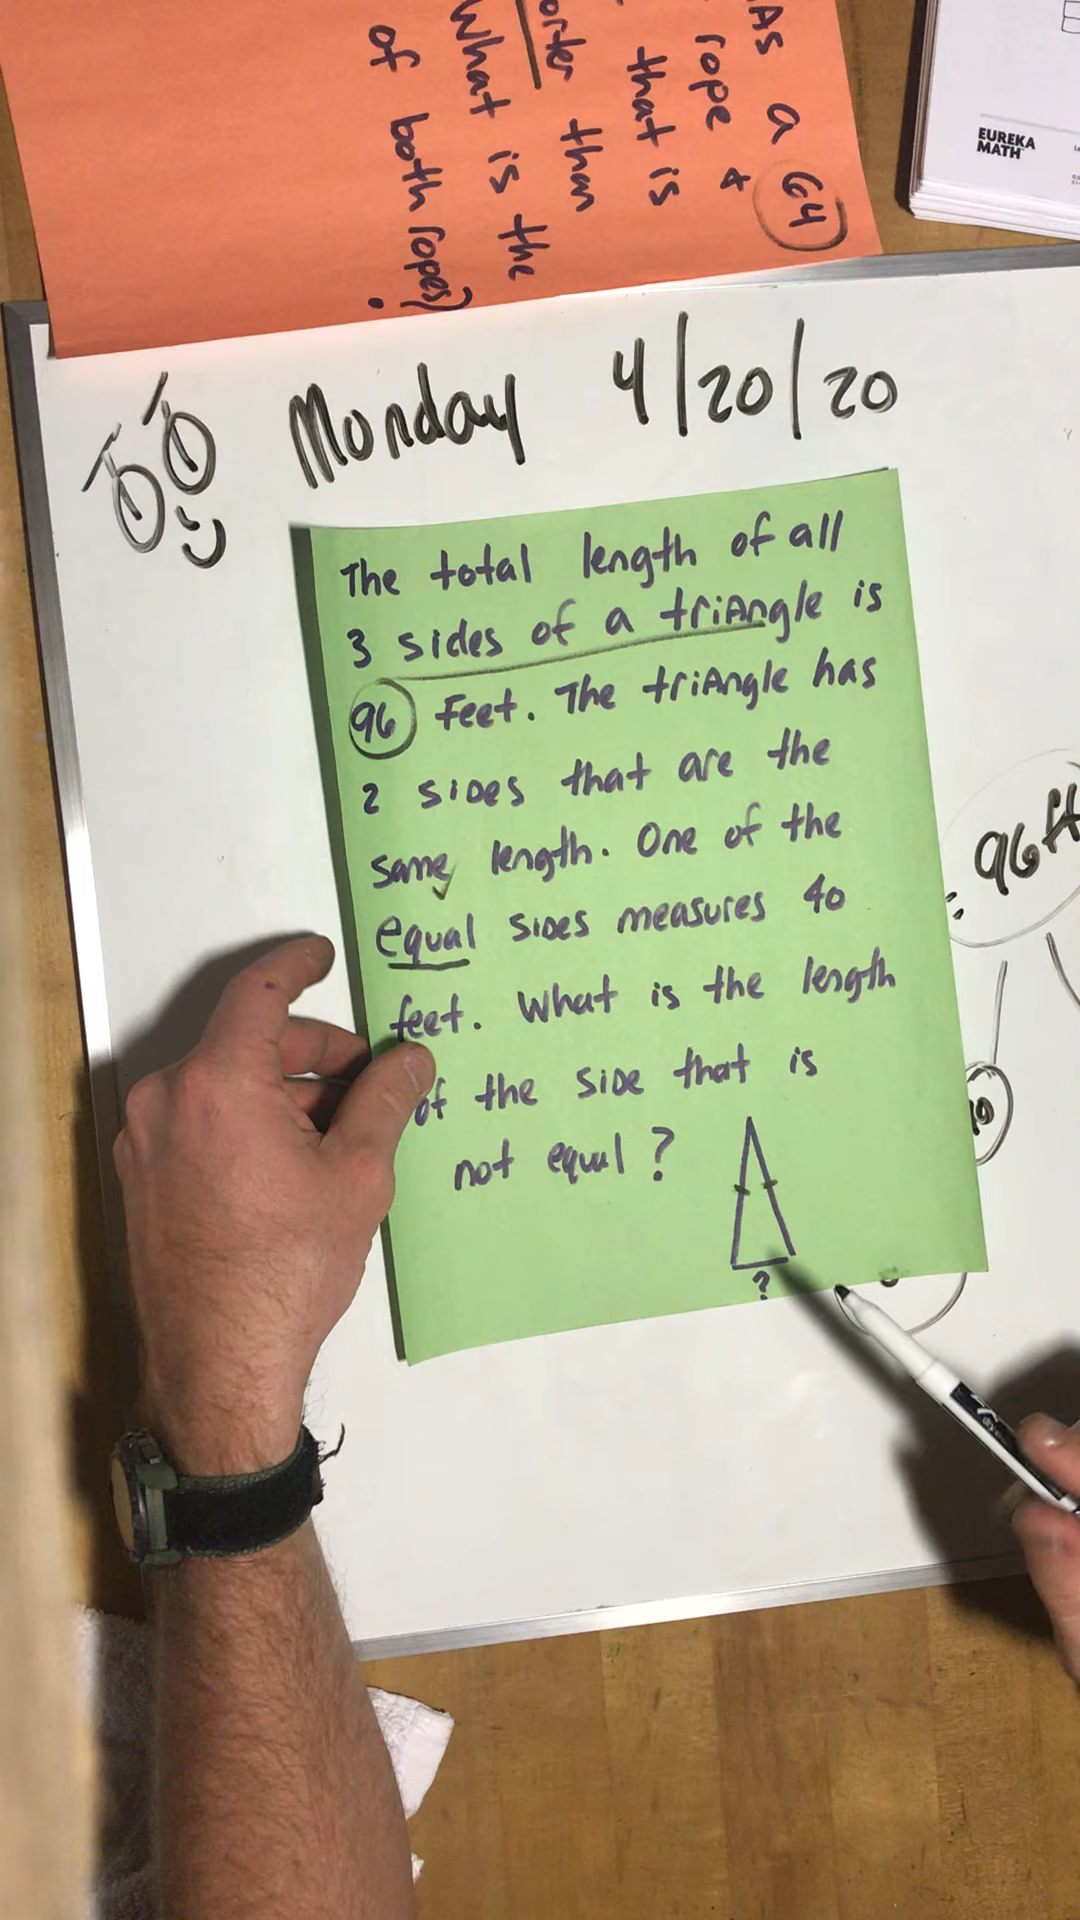 As a 64
rope &
that is
orter than
What is the
of both ropes?
EUREKA
MATH
Monday 4/20/20
The total length of all
3 sides of a triangle is
96 feet. The triangle has
2 sides that are the
same length. One of the
equal sides measures 40
feet. What is the length
of the side that is
not equal?
?
96 ft